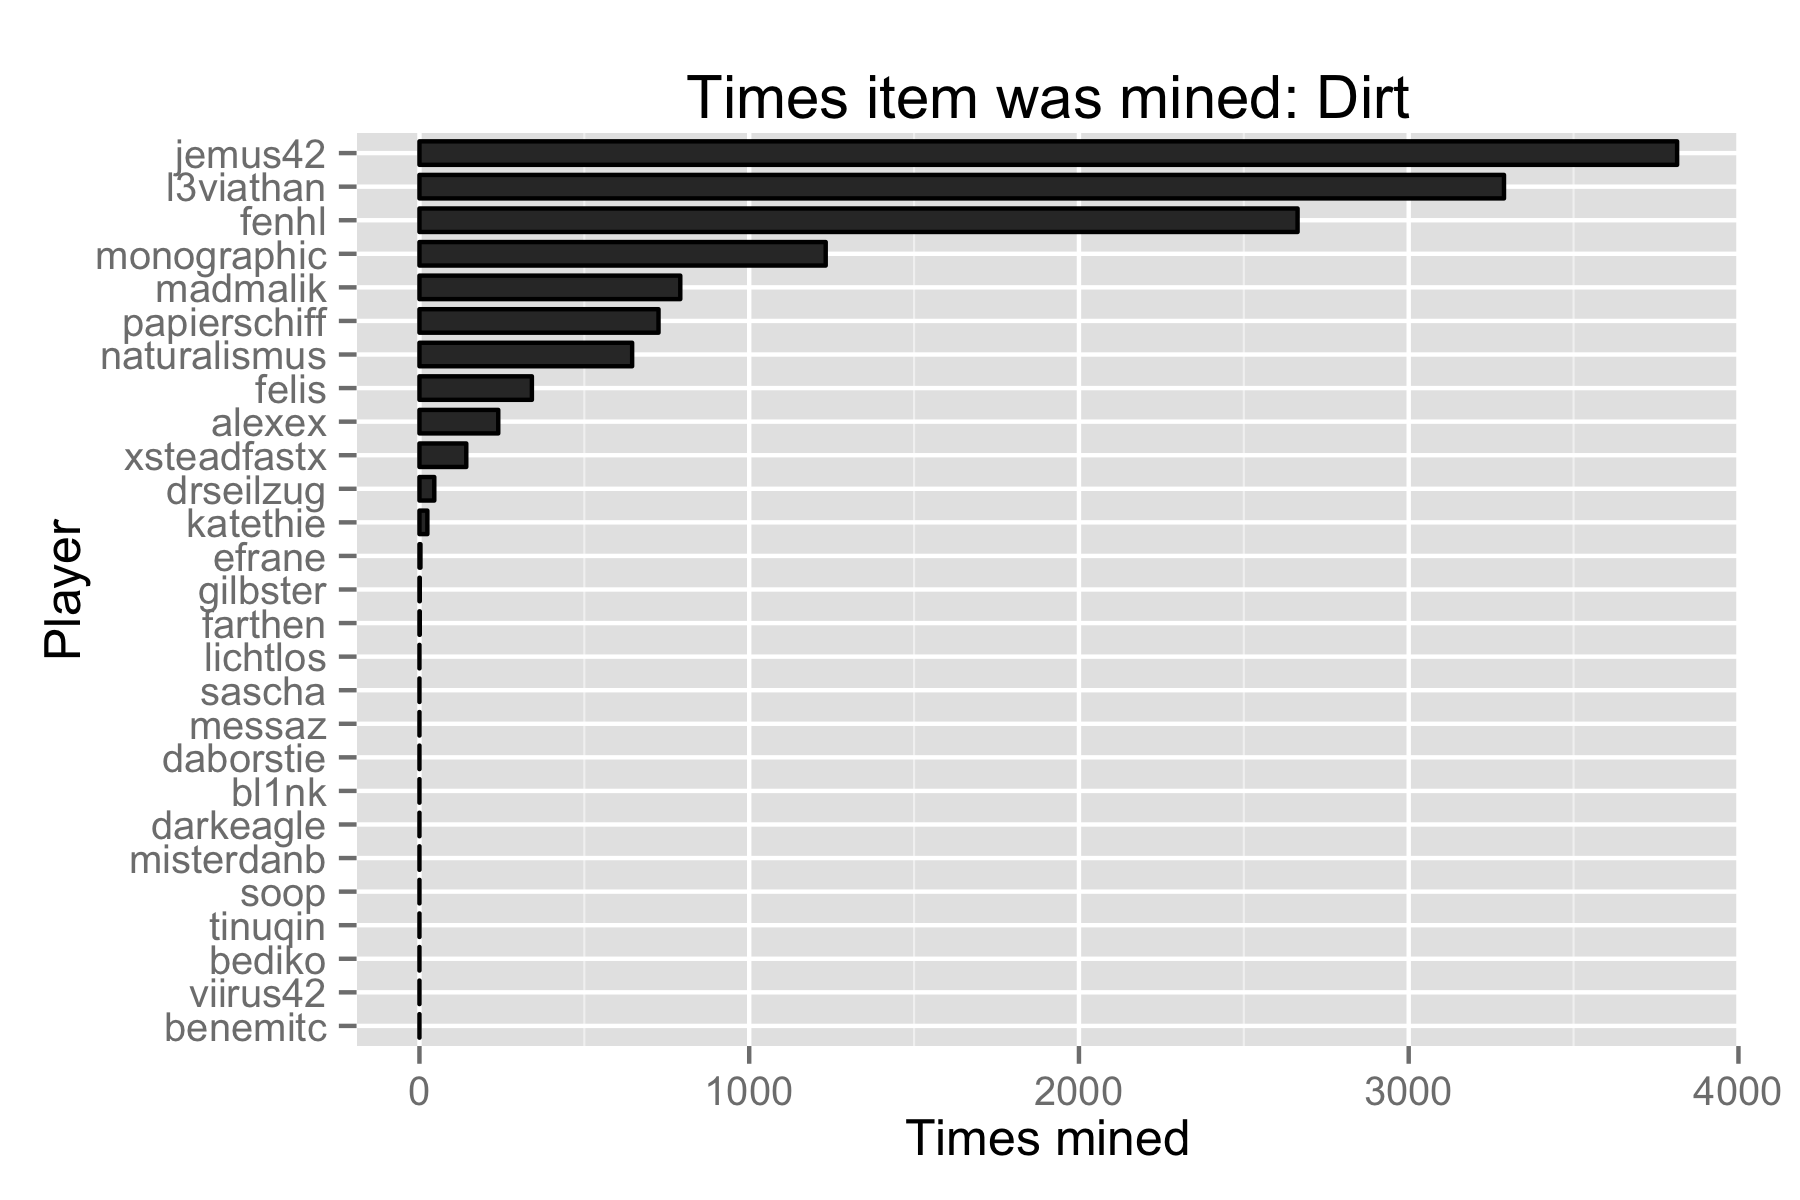 Times item was mined: Dirt
jemus42
l3viathan
fenhl
monographic
madmalik
papierschiff
naturalismus
felis
alexex
xsteadfastx
drseilzug
katethie
efrane
gilbster
farthen
lichtlos
sascha
messaz
daborstie
bl1nk
darkeagle
misterdanb
soop
tinuqin
bediko
viirus42
benemitc
Player
0 1000 2000 3000 4000
Times mined